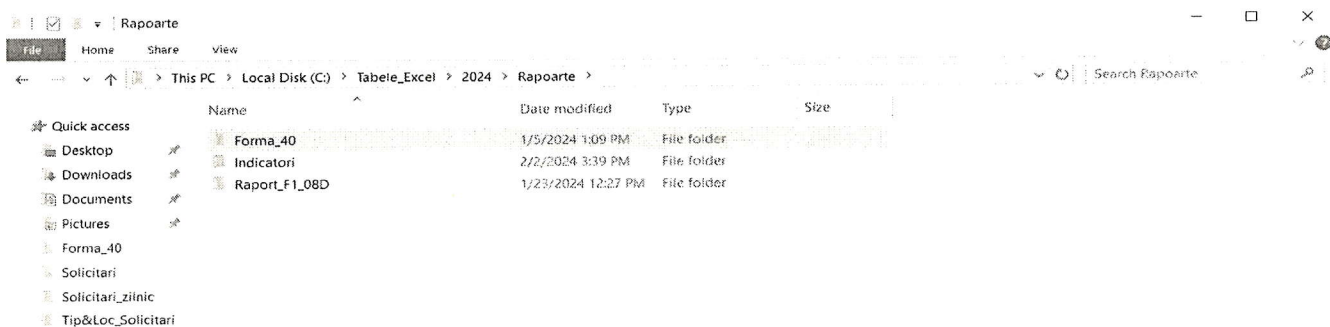 Rapoarte
File Home Share View
This PC > Local Disk (C:) > Tabele_Excel > 2024 > Rapoarte >
Search Rapoarte
Name Date modified Type Size
Quick access
Desktop
Downloads
Documents
Pictures
Forma_40
Solicitari
Solicitari_zilnic
Tip&Loc_Solicitari
Forma_40 1/5/2024 1:09 PM File folder
Indicatori 2/2/2024 3:39 PM File folder
Raport_F1_08D 1/23/2024 12:27 PM File folder